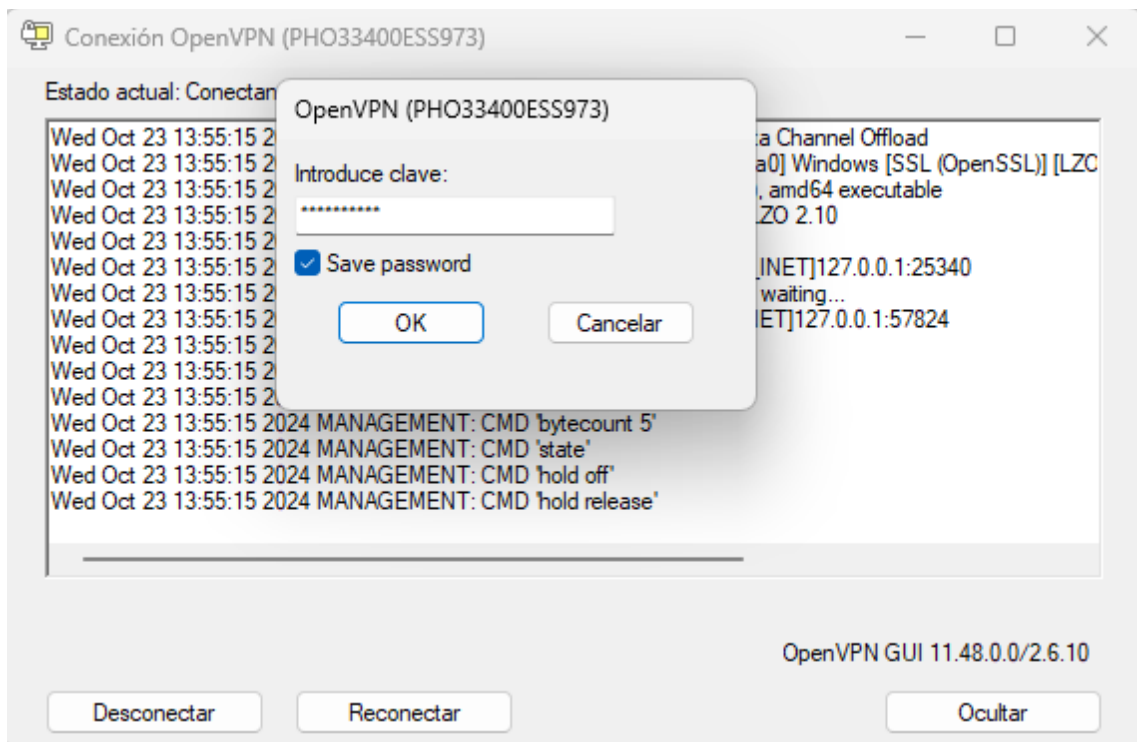 Conexión OpenVPN (PHO33400ESS973)
Estado actual: Conectan
OpenVPN (PHO33400ESS973)
Introduce clave:
**********
Save password
OK Cancelar
Wed Oct 23 13:55:15 2 a Channel Offload
Wed Oct 23 13:55:15 2 a0] Windows [SSL (OpenSSL)] [LZO
Wed Oct 23 13:55:15 2 , amd64 executable
Wed Oct 23 13:55:15 2 ZO 2.10
Wed Oct 23 13:55:15 2
Wed Oct 23 13:55:15 2 _INET]127.0.0.1:25340
Wed Oct 23 13:55:15 2 waiting...
Wed Oct 23 13:55:15 2 ET]127.0.0.1:57824
Wed Oct 23 13:55:15 2
Wed Oct 23 13:55:15 2
Wed Oct 23 13:55:15 2
Wed Oct 23 13:55:15 2024 MANAGEMENT: CMD 'bytecount 5'
Wed Oct 23 13:55:15 2024 MANAGEMENT: CMD 'state'
Wed Oct 23 13:55:15 2024 MANAGEMENT: CMD 'hold off'
Wed Oct 23 13:55:15 2024 MANAGEMENT: CMD 'hold release'
OpenVPN GUI 11.48.0.0/2.6.10
Desconectar Reconectar Ocultar